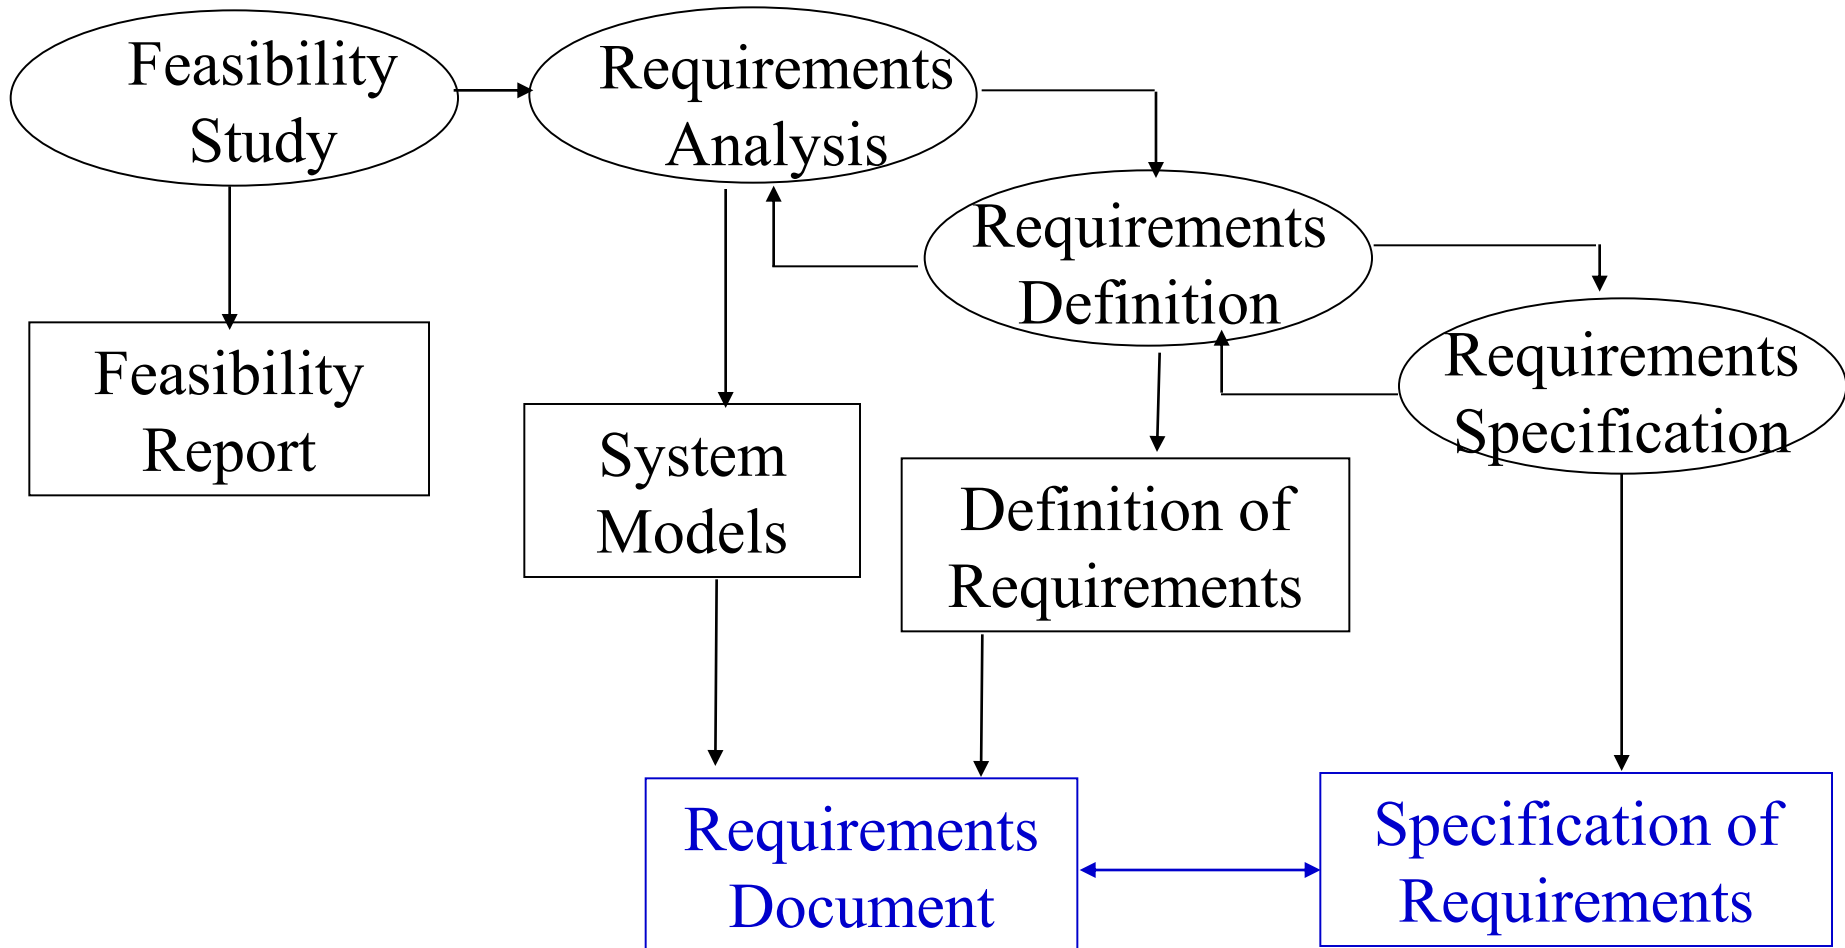 Feasibility
Study
Requirements
Analysis
Requirements
Definition
Requirements
Specification
Feasibility
Report
System
Models
Definition of
Requirements
Requirements
Document
Specification of
Requirements